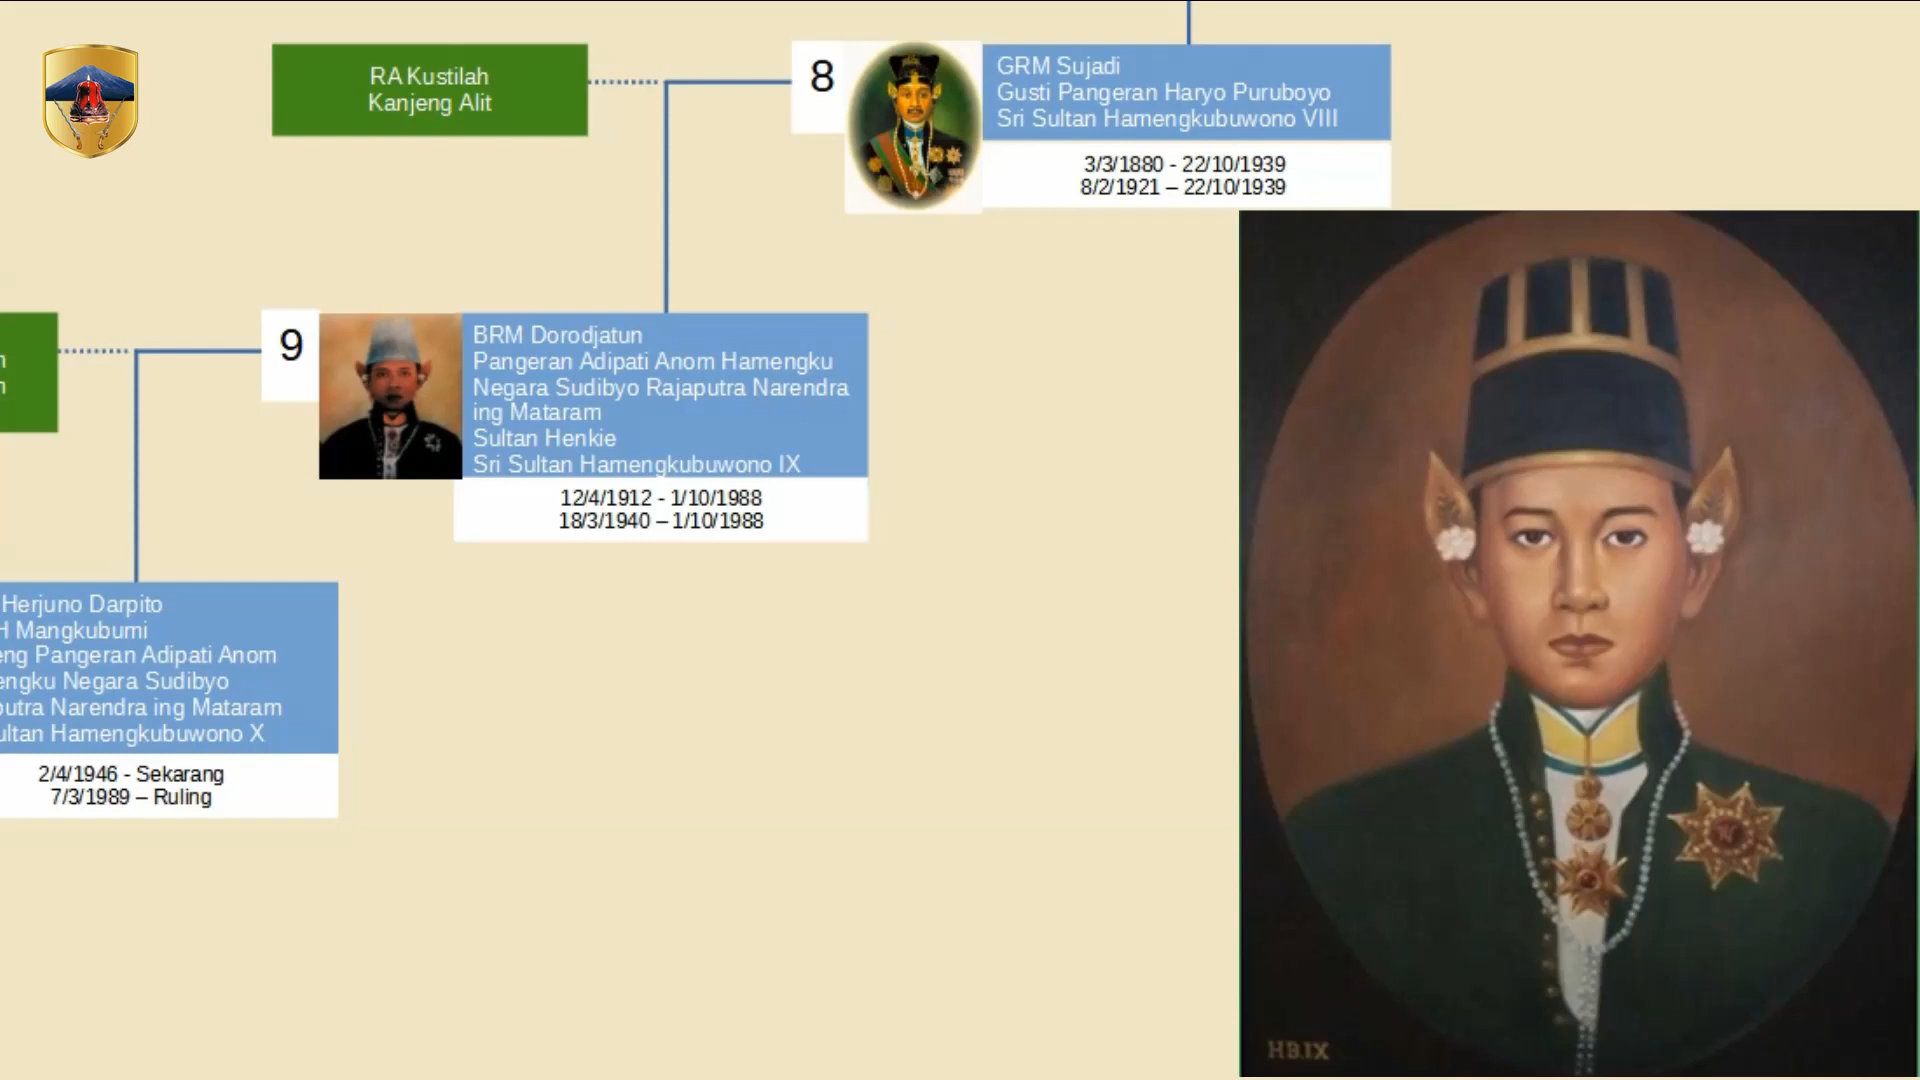 RA Kustilah
Kanjeng Alit
8
GRM Sujadi
Gusti Pangeran Haryo Puruboyo
Sri Sultan Hamengkubuwono VIII
3/3/1880 - 22/10/1939
8/2/1921 – 22/10/1939
9
BRM Dorodjatun
Pangeran Adipati Anom Hamengku
Negara Sudibyo Rajaputra Narendra
ing Mataram
Sultan Henkie
Sri Sultan Hamengkubuwono IX
12/4/1912 - 1/10/1988
18/3/1940 – 1/10/1988
Herjuno Darpito
H Mangkubumi
eng Pangeran Adipati Anom
engku Negara Sudibyo
putra Narendra ing Mataram
ultan Hamengkubuwono X
2/4/1946 - Sekarang
7/3/1989 – Ruling
H.B.IX